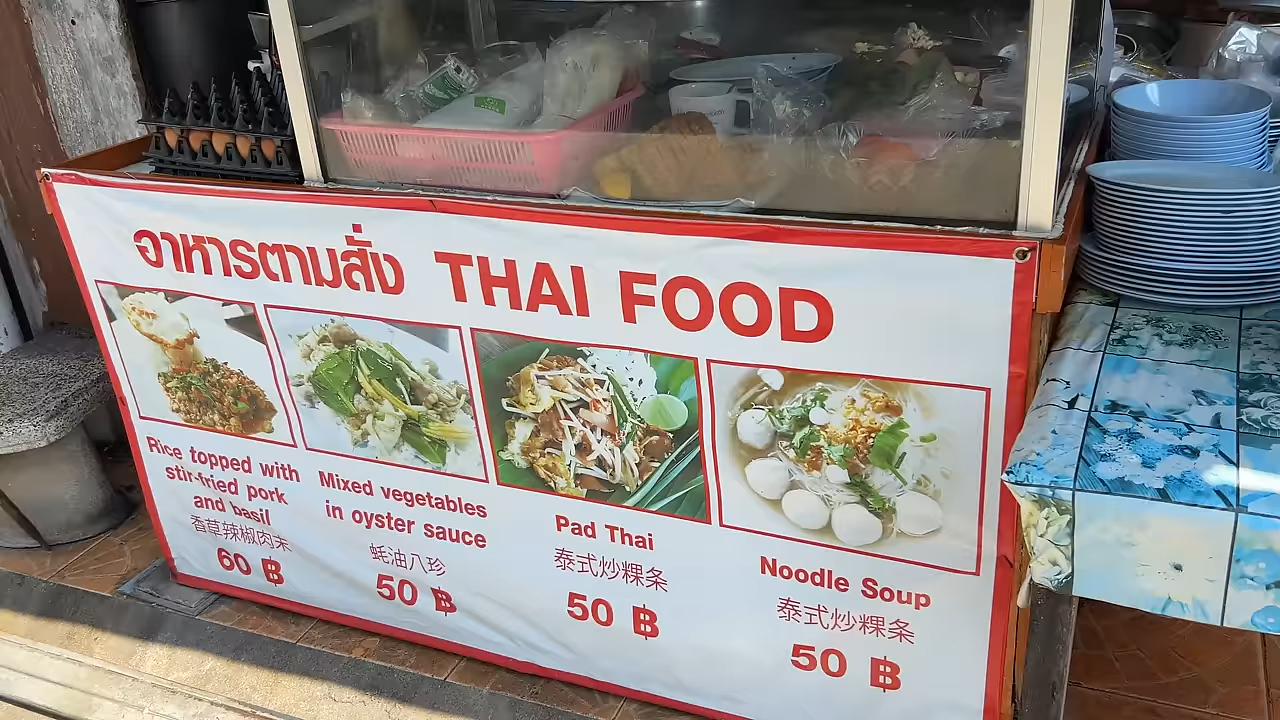 อาหารตามสั่ง THAI FOOD
Rice topped with
stir-fried pork
and basil
香草辣椒肉末
60 ฿
Mixed vegetables
in oyster sauce
蚝油八珍
50 ฿
Pad Thai
泰式炒粿条
50 ฿
Noodle Soup
泰式炒粿条
50 ฿